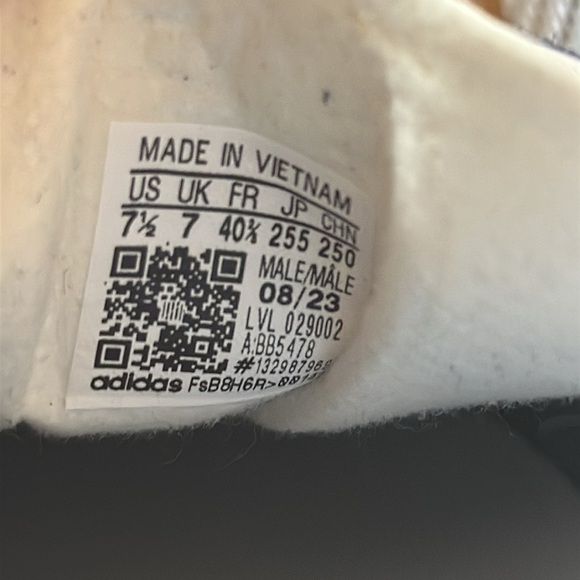 MADE IN VIETNAM
US UK FR JP CHN
7½ 7 40⅔ 255 250
MALE/MÂLE
08/23
LVL 029002
A:BB5478
adidas